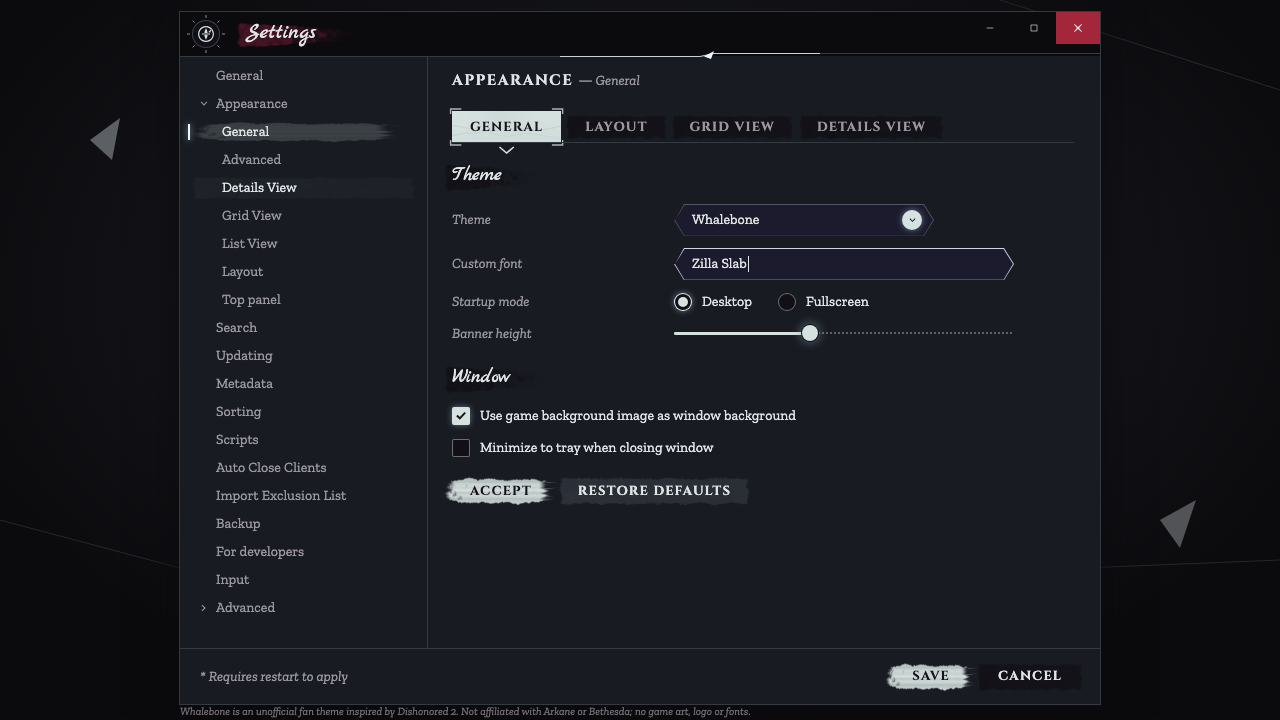 Settings
General
Appearance
General
Advanced
Details View
Grid View
List View
Layout
Top panel
Search
Updating
Metadata
Sorting
Scripts
Auto Close Clients
Import Exclusion List
Backup
For developers
Input
Advanced
APPEARANCE — General
GENERAL LAYOUT GRID VIEW DETAILS VIEW
Theme
Theme Whalebone
Custom font Zilla Slab
Startup mode Desktop Fullscreen
Banner height
Window
Use game background image as window background
Minimize to tray when closing window
ACCEPT RESTORE DEFAULTS
* Requires restart to apply
SAVE CANCEL
Whalebone is an unofficial fan theme inspired by Dishonored 2. Not affiliated with Arkane or Bethesda; no game art, logo or fonts.